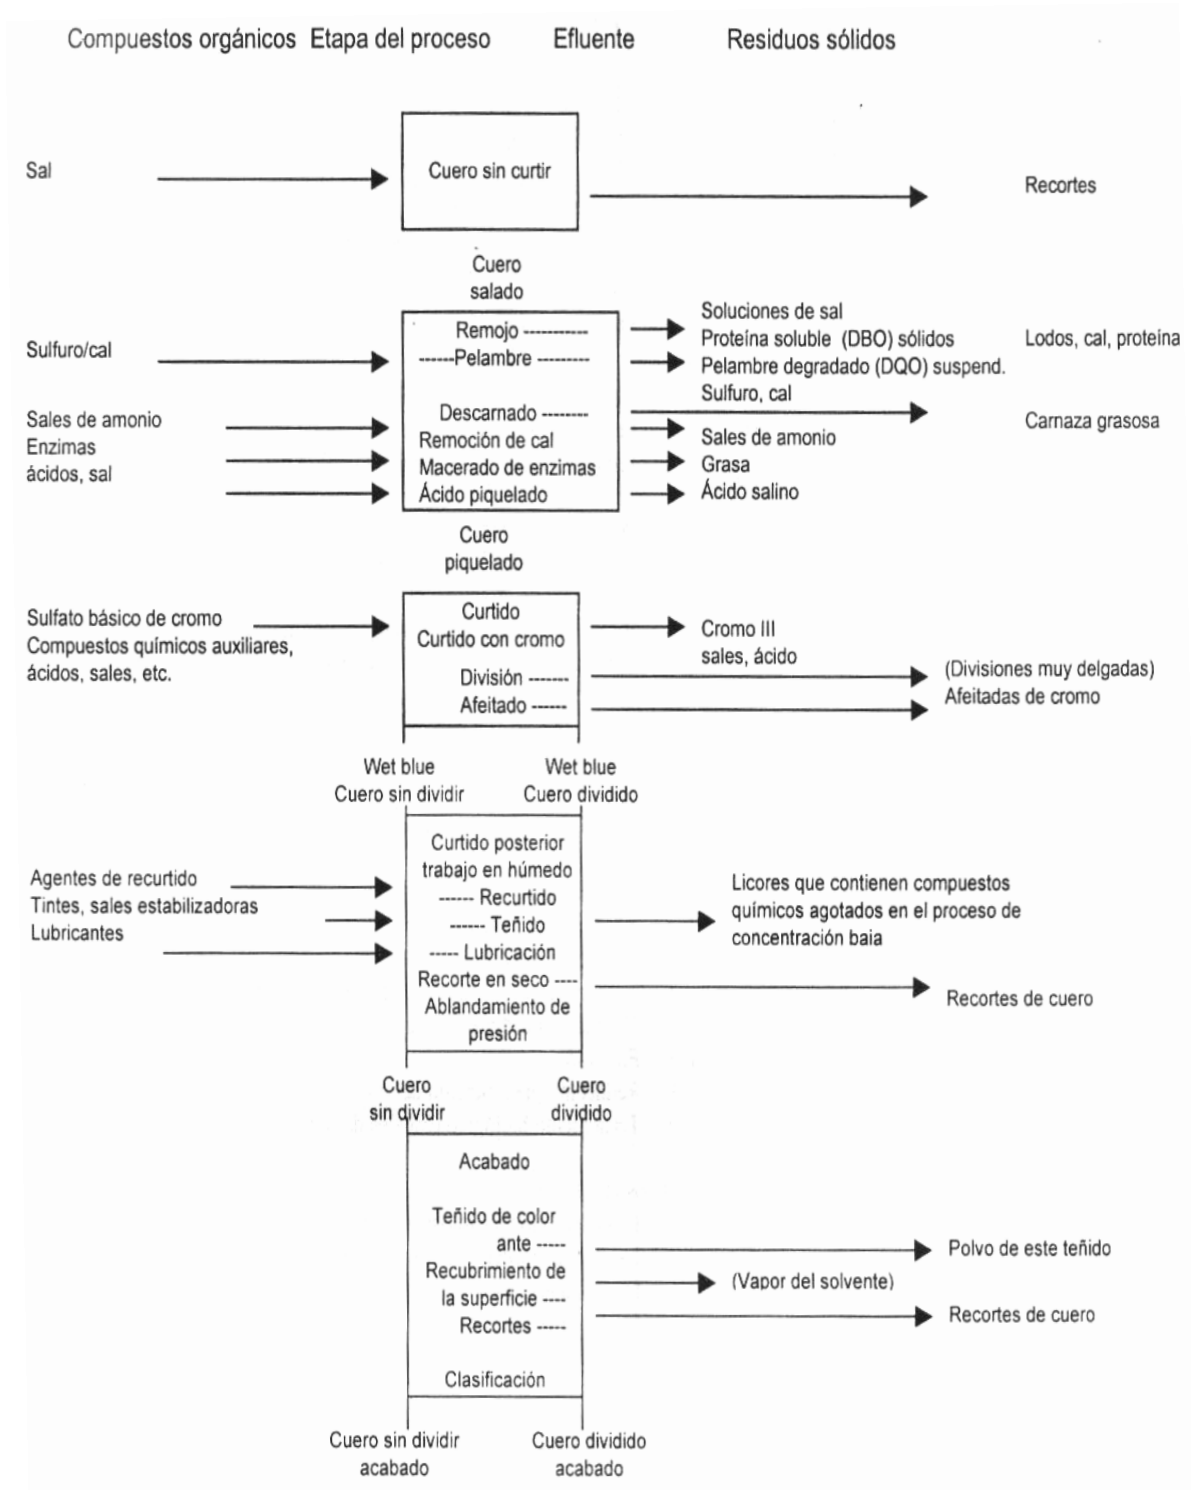 Compuestos orgánicos Etapa del proceso Efluente Residuos sólidos
Sal
Cuero sin curtir
Recortes
Cuero
salado
Sulfuro/cal
Remojo ----------
------Pelambre --------
Soluciones de sal
Proteína soluble (DBO) sólidos
Pelambre degradado (DQO) suspend.
Sulfuro, cal
Lodos, cal, proteína
Sales de amonio
Enzimas
ácidos, sal
Descarnado --------
Remoción de cal
Macerado de enzimas
Ácido piquelado
Sales de amonio
Grasa
Ácido salino
Carnaza grasosa
Cuero
piquelado
Sulfato básico de cromo
Compuestos químicos auxiliares,
ácidos, sales, etc.
Curtido
Curtido con cromo
División -------
Afeitado ------
Cromo III
sales, ácido
(Divisiones muy delgadas)
Afeitadas de cromo
Wet blue
Cuero sin dividir
Wet blue
Cuero dividido
Agentes de recurtido
Tintes, sales estabilizadoras
Lubricantes
Curtido posterior
trabajo en húmedo
------ Recurtido
------ Teñido
----- Lubricación
Recorte en seco ----
Ablandamiento de
presión
Licores que contienen compuestos
químicos agotados en el proceso de
concentración baia
Recortes de cuero
Cuero
sin dividir
Cuero
dividido
Acabado
Teñido de color
ante -----
Recubrimiento de
la superficie ----
Recortes -----
Clasificación
Polvo de este teñido
(Vapor del solvente)
Recortes de cuero
Cuero sin dividir
acabado
Cuero dividido
acabado